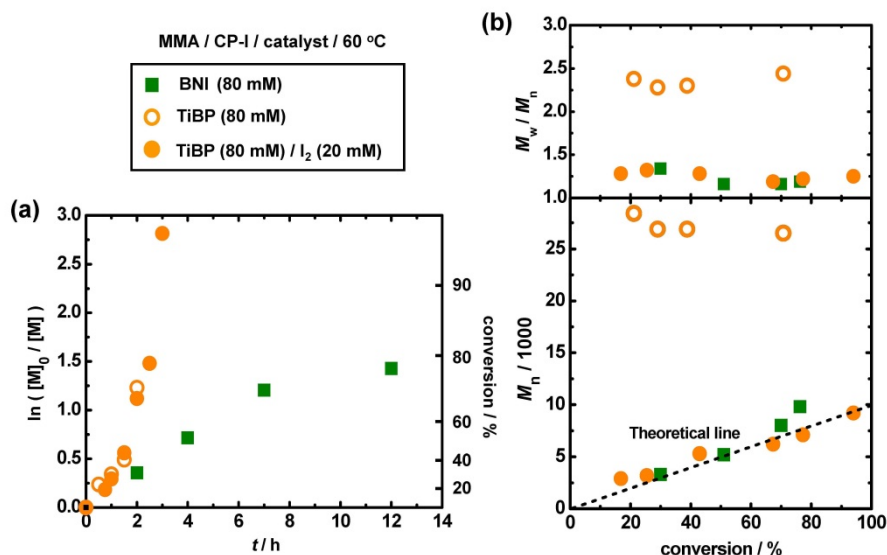 MMA / CP-I / catalyst / 60 °C
BNI (80 mM)
TiBP (80 mM)
TiBP (80 mM) / I₂ (20 mM)
(a)
3.0
2.5
2.0
1.5
1.0
0.5
0.0
ln ( [M]₀ / [M] )
90
80
60
40
20
conversion / %
0 2 4 6 8 10 12 14
t / h
(b)
3.0
2.5
2.0
1.5
1.0
Mw / Mn
25
20
15
10
5
0
Mn / 1000
Theoretical line
0 20 40 60 80 100
conversion / %